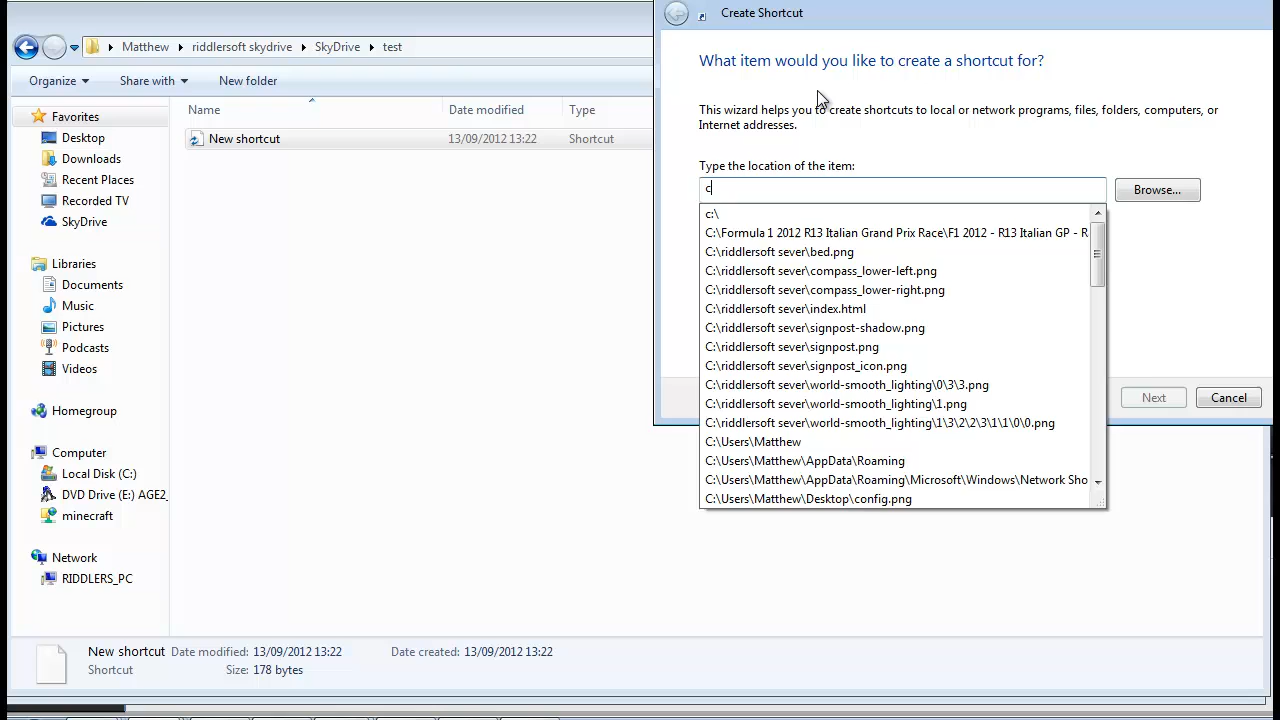 Create Shortcut
Matthew riddlersoft skydrive SkyDrive test
What item would you like to create a shortcut for?
Organize Share with New folder
Name Date modified Type
New shortcut 13/09/2012 13:22 Shortcut
This wizard helps you to create shortcuts to local or network programs, files, folders, computers, or
Internet addresses.
Type the location of the item:
c
Browse...
c:\
C:\Formula 1 2012 R13 Italian Grand Prix Race\F1 2012 - R13 Italian GP - R
C:\riddlersoft sever\bed.png
C:\riddlersoft sever\compass_lower-left.png
C:\riddlersoft sever\compass_lower-right.png
C:\riddlersoft sever\index.html
C:\riddlersoft sever\signpost-shadow.png
C:\riddlersoft sever\signpost.png
C:\riddlersoft sever\signpost_icon.png
C:\riddlersoft sever\world-smooth_lighting\0\3\3.png
C:\riddlersoft sever\world-smooth_lighting\1.png
C:\riddlersoft sever\world-smooth_lighting\1\3\2\2\3\1\1\0\0.png
C:\Users\Matthew
C:\Users\Matthew\AppData\Roaming
C:\Users\Matthew\AppData\Roaming\Microsoft\Windows\Network Sho
C:\Users\Matthew\Desktop\config.png
Next Cancel
Favorites
Desktop
Downloads
Recent Places
Recorded TV
SkyDrive
Libraries
Documents
Music
Pictures
Podcasts
Videos
Homegroup
Computer
Local Disk (C:)
DVD Drive (E:) AGE2_
minecraft
Network
RIDDLERS_PC
New shortcut Date modified: 13/09/2012 13:22 Date created: 13/09/2012 13:22
Shortcut Size: 178 bytes